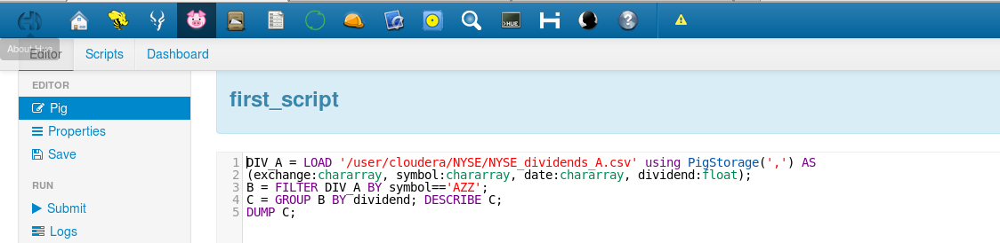 HUE
About Hue
Editor
Scripts
Dashboard
EDITOR
Pig
Properties
Save
RUN
Submit
Logs
first_script
1 DIV_A = LOAD '/user/cloudera/NYSE/NYSE_dividends_A.csv' using PigStorage(',') AS
2 (exchange:chararray, symbol:chararray, date:chararray, dividend:float);
3 B = FILTER DIV_A BY symbol=='AZZ';
4 C = GROUP B BY dividend; DESCRIBE C;
5 DUMP C;